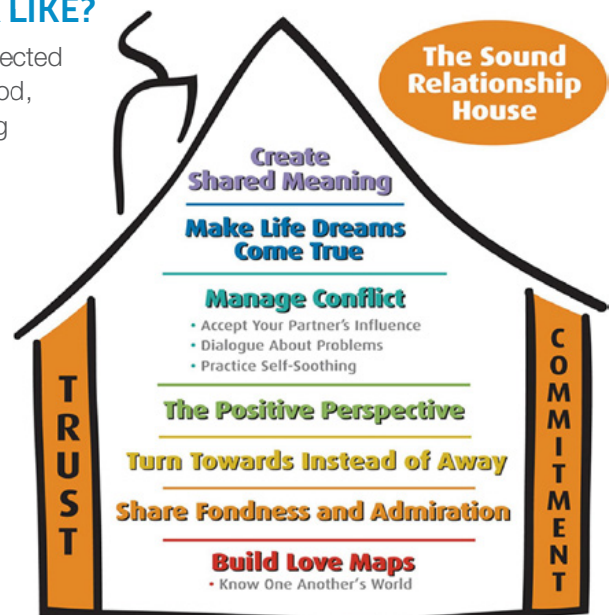 LIKE?
ected
od,
g
The Sound
Relationship
House
Create
Shared Meaning
Make Life Dreams
Come True
Manage Conflict
• Accept Your Partner's Influence
• Dialogue About Problems
• Practice Self-Soothing
The Positive Perspective
Turn Towards Instead of Away
Share Fondness and Admiration
Build Love Maps
• Know One Another's World
TRUST
COMMITMENT